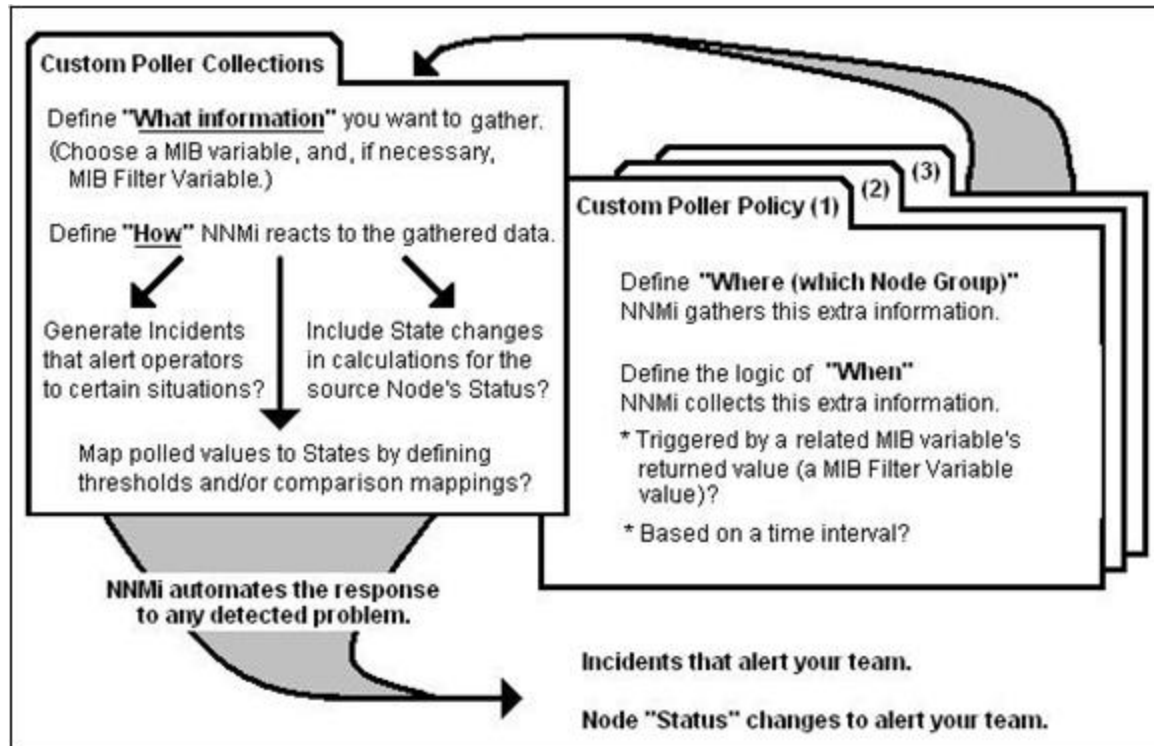 Custom Poller Collections
Define "What information" you want to gather.
(Choose a MIB variable, and, if necessary,
MIB Filter Variable.)
Define "How" NNMi reacts to the gathered data.
Generate Incidents
that alert operators
to certain situations?
Include State changes
in calculations for the
source Node's Status?
Map polled values to States by defining
thresholds and/or comparison mappings?
(3)
(2)
Custom Poller Policy (1)
Define "Where (which Node Group)"
NNMi gathers this extra information.
Define the logic of "When"
NNMi collects this extra information.
* Triggered by a related MIB variable's
returned value (a MIB Filter Variable
value)?
* Based on a time interval?
NNMi automates the response
to any detected problem.
Incidents that alert your team.
Node "Status" changes to alert your team.